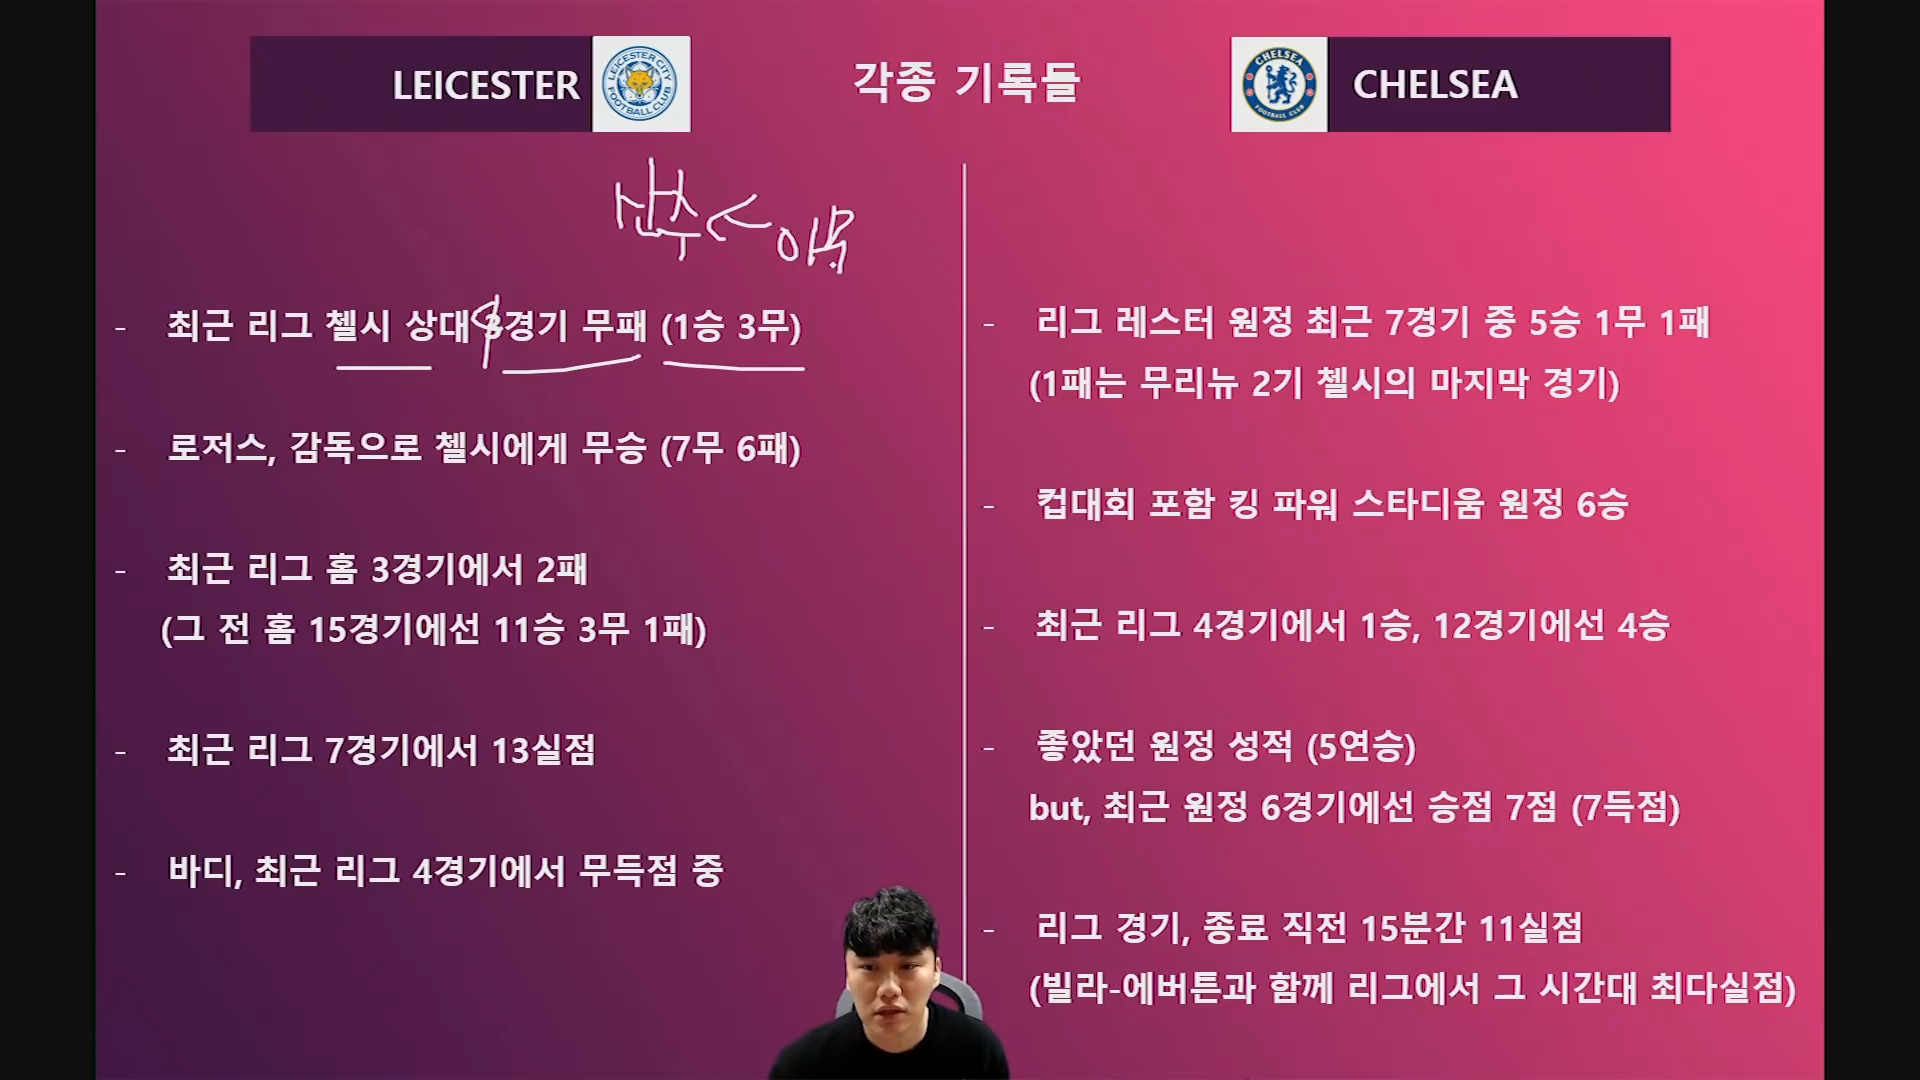 LEICESTER
LEICESTER CITY
FOOTBALL CLUB
각종 기록들
CHELSEA
FOOTBALL CLUB
CHELSEA
- 최근 리그 첼시 상대 4경기 무패 (1승 3무)
- 로저스, 감독으로 첼시에게 무승 (7무 6패)
- 최근 리그 홈 3경기에서 2패
(그 전 홈 15경기에선 11승 3무 1패)
- 최근 리그 7경기에서 13실점
- 바디, 최근 리그 4경기에서 무득점 중
- 리그 레스터 원정 최근 7경기 중 5승 1무 1패
(1패는 무리뉴 2기 첼시의 마지막 경기)
- 컵대회 포함 킹 파워 스타디움 원정 6승
- 최근 리그 4경기에서 1승, 12경기에선 4승
- 좋았던 원정 성적 (5연승)
but, 최근 원정 6경기에선 승점 7점 (7득점)
- 리그 경기, 종료 직전 15분간 11실점
(빌라-에버튼과 함께 리그에서 그 시간대 최다실점)